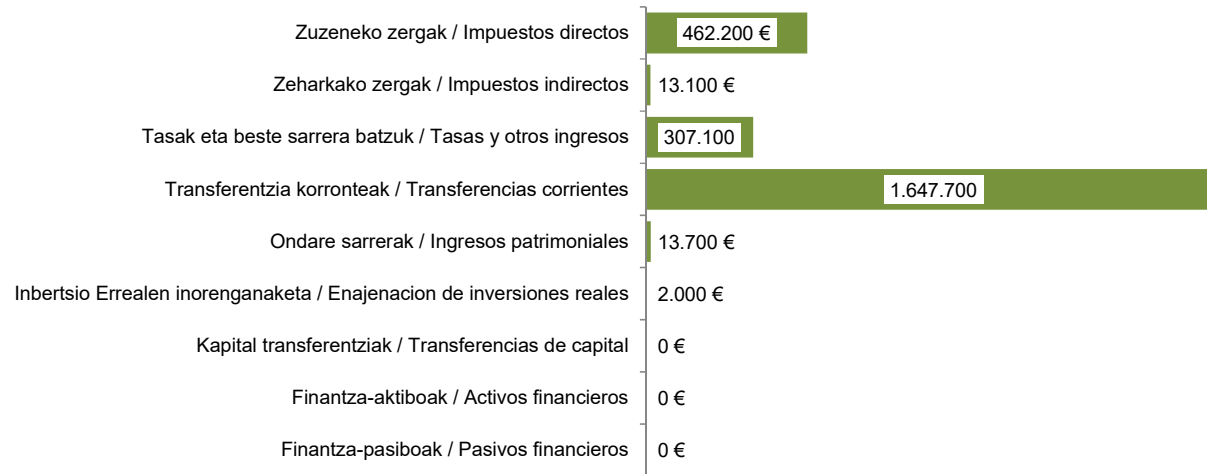 Zuzeneko zergak / Impuestos directos 462.200 €
Zeharkako zergak / Impuestos indirectos 13.100 €
Tasak eta beste sarrera batzuk / Tasas y otros ingresos 307.100
Transferentzia korronteak / Transferencias corrientes 1.647.700
Ondare sarrerak / Ingresos patrimoniales 13.700 €
Inbertsio Errealen inorenganaketa / Enajenacion de inversiones reales 2.000 €
Kapital transferentziak / Transferencias de capital 0 €
Finantza-aktiboak / Activos financieros 0 €
Finantza-pasiboak / Pasivos financieros 0 €